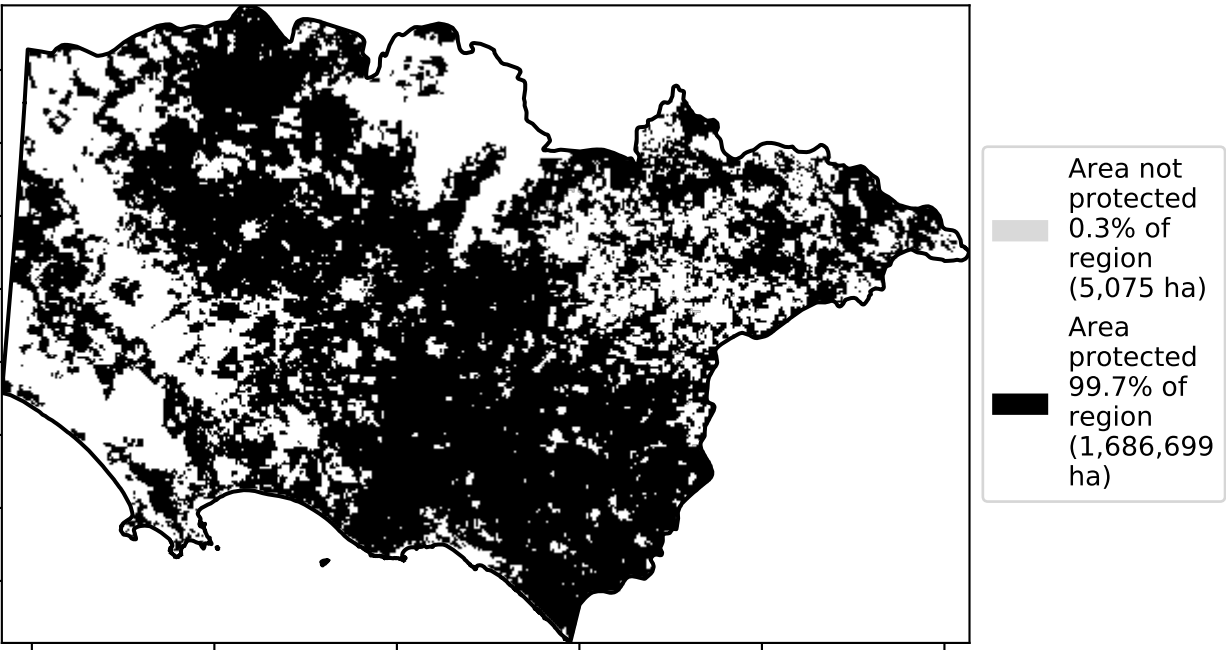 Area not
protected
0.3% of
region
(5,075 ha)
Area
protected
99.7% of
region
(1,686,699
ha)